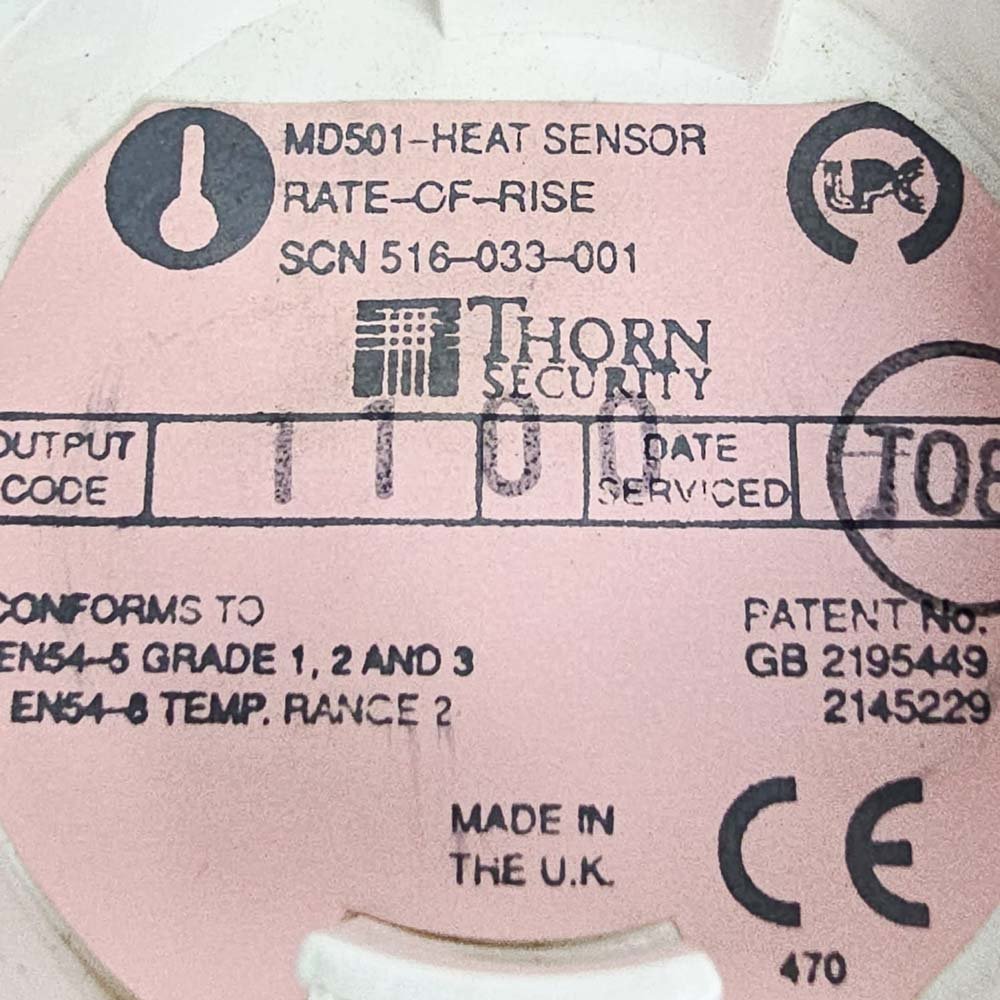 MD501-HEAT SENSOR
RATE-OF-RISE
SCN 516-033-001
THORN
SECURITY
OUTPUT
CODE
1100
DATE
SERVICED
T08
CONFORMS TO
EN54-5 GRADE 1, 2 AND 3
EN54-8 TEMP. RANGE 2
PATENT No.
GB 2195449
2145229
MADE IN
THE U.K.
CE
470